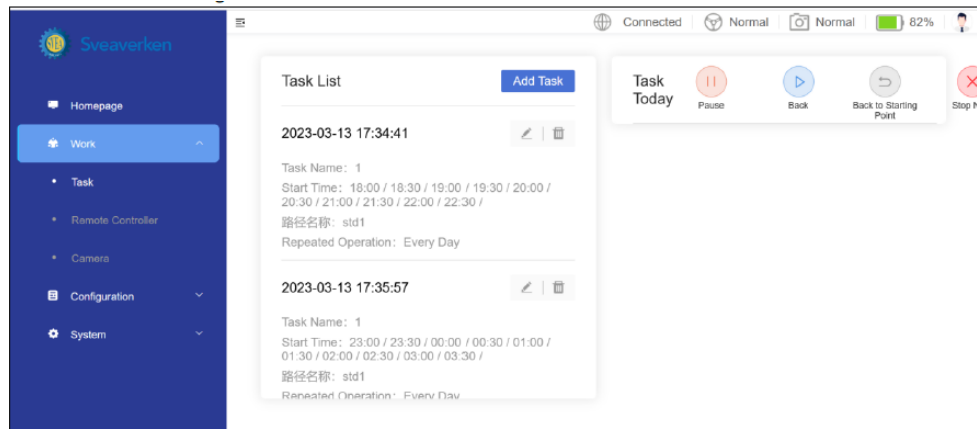 Sveaverken
Connected
Normal
Normal
82%
Homepage
Work
Task
Remote Controller
Camera
Configuration
System
Task List
Add Task
2023-03-13 17:34:41
Task Name: 1
Start Time: 18:00 / 18:30 / 19:00 / 19:30 / 20:00 /
20:30 / 21:00 / 21:30 / 22:00 / 22:30 /
路径名称: std1
Repeated Operation: Every Day
2023-03-13 17:35:57
Task Name: 1
Start Time: 23:00 / 23:30 / 00:00 / 00:30 / 01:00 /
01:30 / 02:00 / 02:30 / 03:00 / 03:30 /
路径名称: std1
Repeated Operation: Every Day
Task
Today
Pause
Back
Back to Starting
Point
Stop